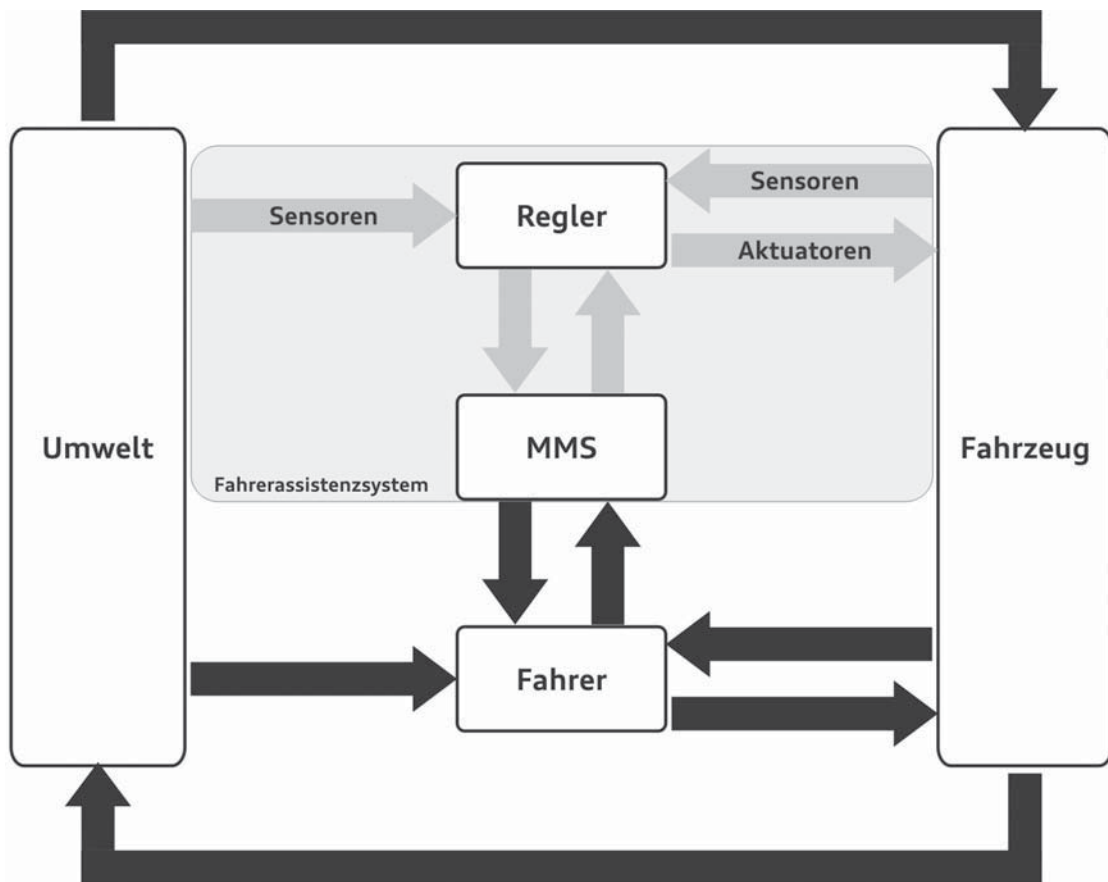 Sensoren
Sensoren
Regler
Aktuatoren
Umwelt
MMS
Fahrzeug
Fahrerassistenzsystem
Fahrer